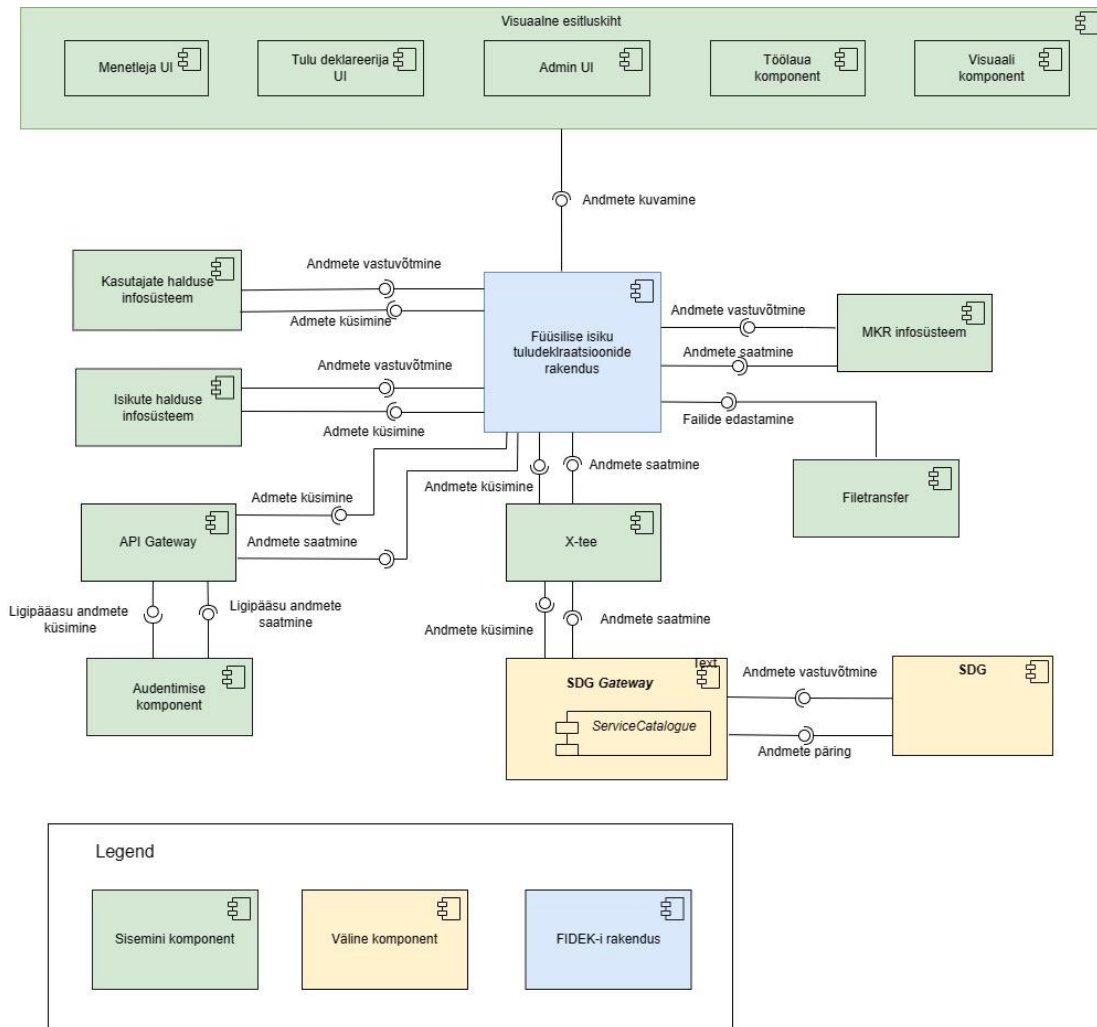 Visuaalne esitluskiht
Menetleja UI
Tulu deklareerija
UI
Admin UI
Töölaua
komponent
Visuaali
komponent
Andmete kuvamine
Kasutajate halduse
infosüsteem
Andmete vastuvõtmine
Admete küsimine
Füüsilise isiku
tuludeklraatsioonide
rakendus
Andmete vastuvõtmine
Andmete saatmine
MKR infosüsteem
Isikute halduse
infosüsteem
Andmete vastuvõtmine
Admete küsimine
Failide edastamine
Filetransfer
API Gateway
Admete küsimine
Andmete saatmine
Andmete küsimine
Andmete saatmine
X-tee
Ligipääasu andmete
küsimine
Ligipääsu andmete
saatmine
Andmete küsimine
Andmete saatmine
Audentimise
komponent
Text
SDG Gateway
ServiceCatalogue
Andmete vastuvõtmine
Andmete päring
SDG
Legend
Sisemini komponent
Väline komponent
FIDEK-i rakendus